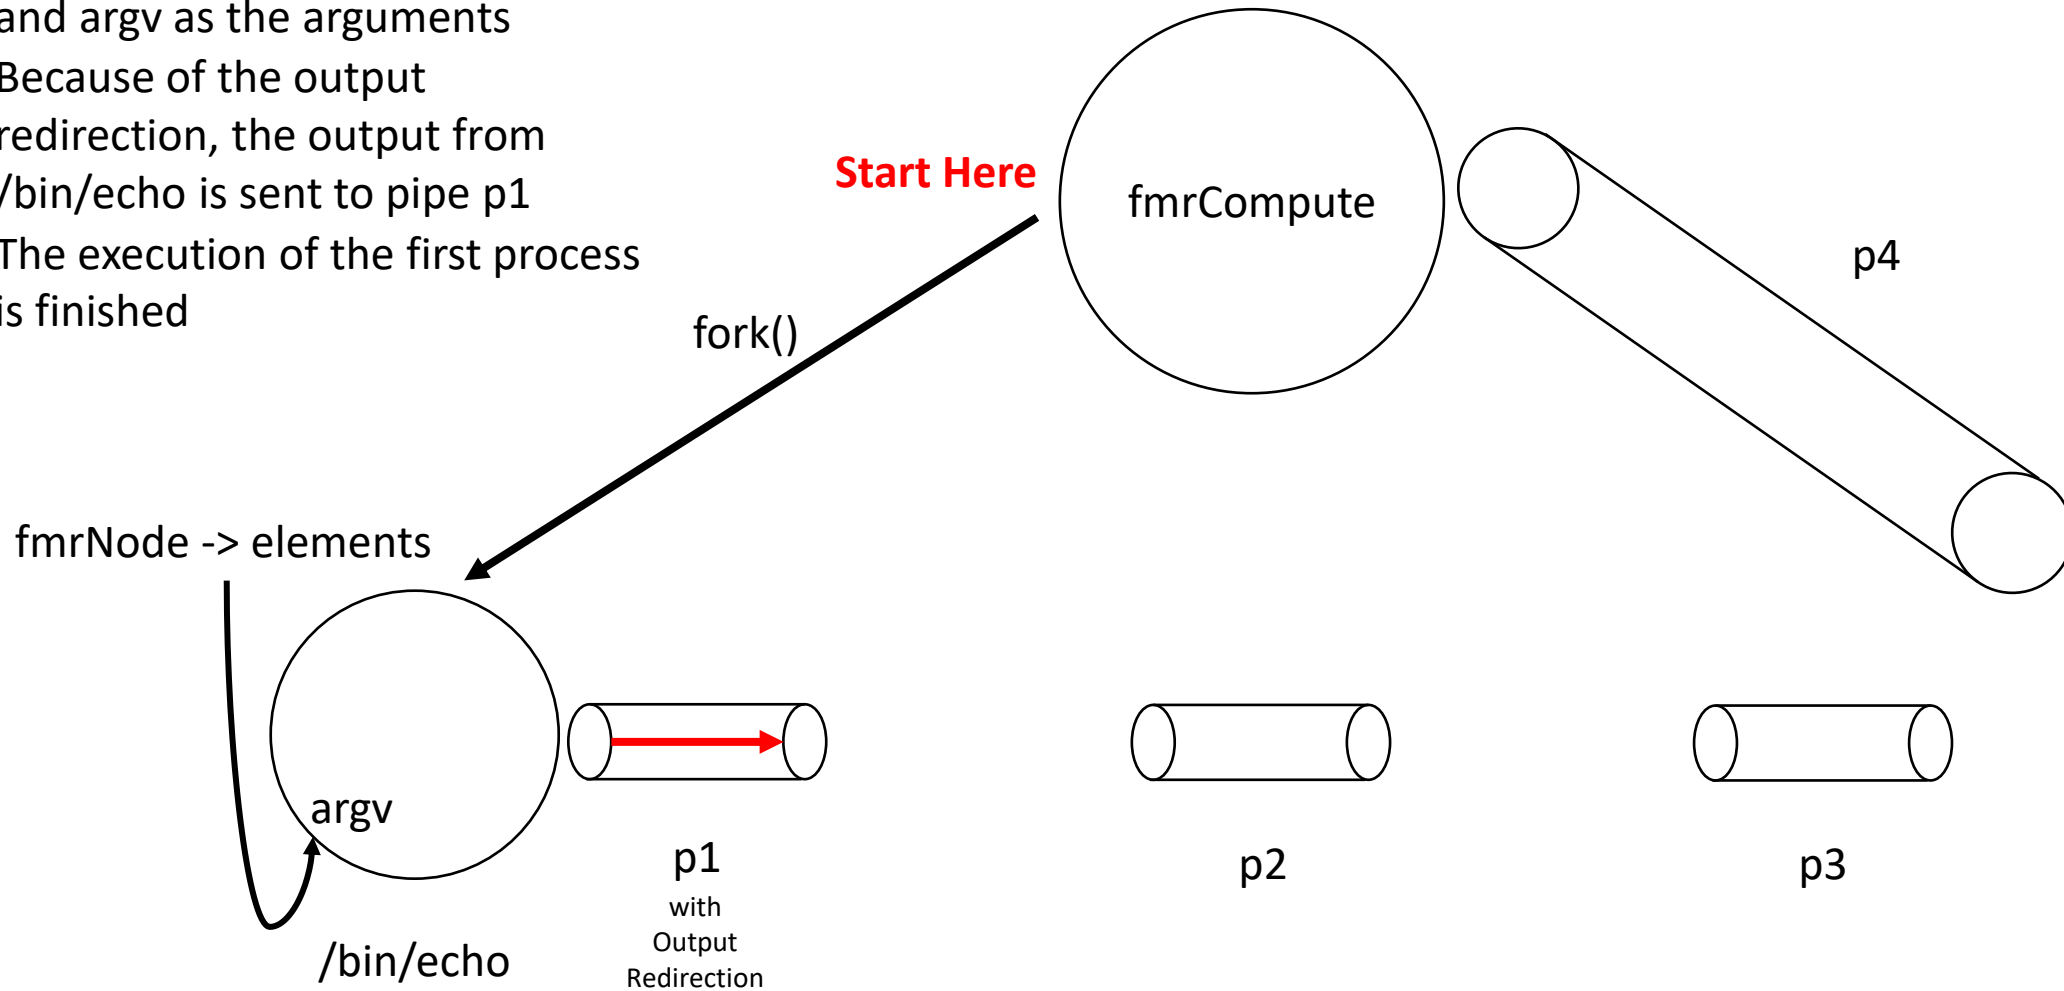 and argv as the arguments
Because of the output
redirection, the output from
/bin/echo is sent to pipe p1
The execution of the first process
is finished
Start Here
fmrCompute
p4
fork()
fmrNode -> elements
argv
/bin/echo
p1
with
Output
Redirection
p2
p3